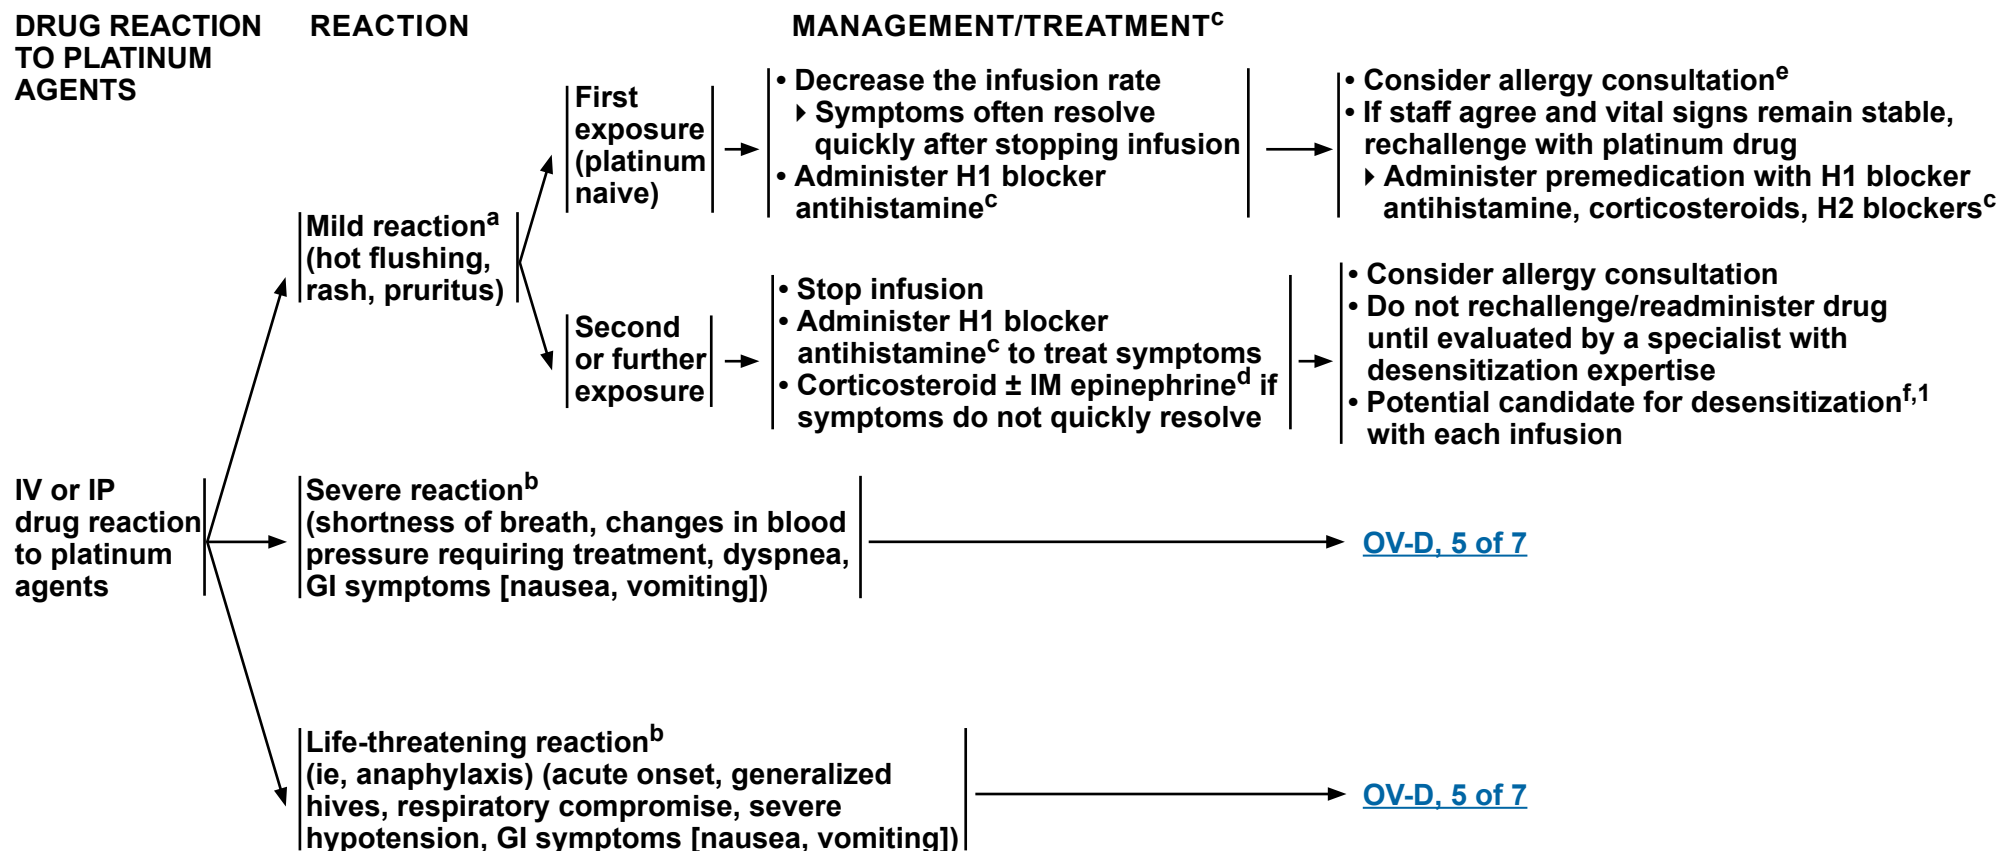 DRUG REACTION
TO PLATINUM
AGENTS
REACTION
MANAGEMENT/TREATMENTc
IV or IP
drug reaction
to platinum
agents
Mild reactiona
(hot flushing,
rash, pruritus)
First
exposure
(platinum
naive)
• Decrease the infusion rate
▸ Symptoms often resolve
quickly after stopping infusion
• Administer H1 blocker
antihistaminec
• Consider allergy consultatione
• If staff agree and vital signs remain stable,
rechallenge with platinum drug
▸ Administer premedication with H1 blocker
antihistamine, corticosteroids, H2 blockersc
Second
or further
exposure
• Stop infusion
• Administer H1 blocker
antihistaminec to treat symptoms
• Corticosteroid ± IM epinephrined if
symptoms do not quickly resolve
• Consider allergy consultation
• Do not rechallenge/readminister drug
until evaluated by a specialist with
desensitization expertise
• Potential candidate for desensitizationf,1
with each infusion
Severe reactionb
(shortness of breath, changes in blood
pressure requiring treatment, dyspnea,
GI symptoms [nausea, vomiting])
OV-D, 5 of 7
Life-threatening reactionb
(ie, anaphylaxis) (acute onset, generalized
hives, respiratory compromise, severe
hypotension, GI symptoms [nausea, vomiting])
OV-D, 5 of 7